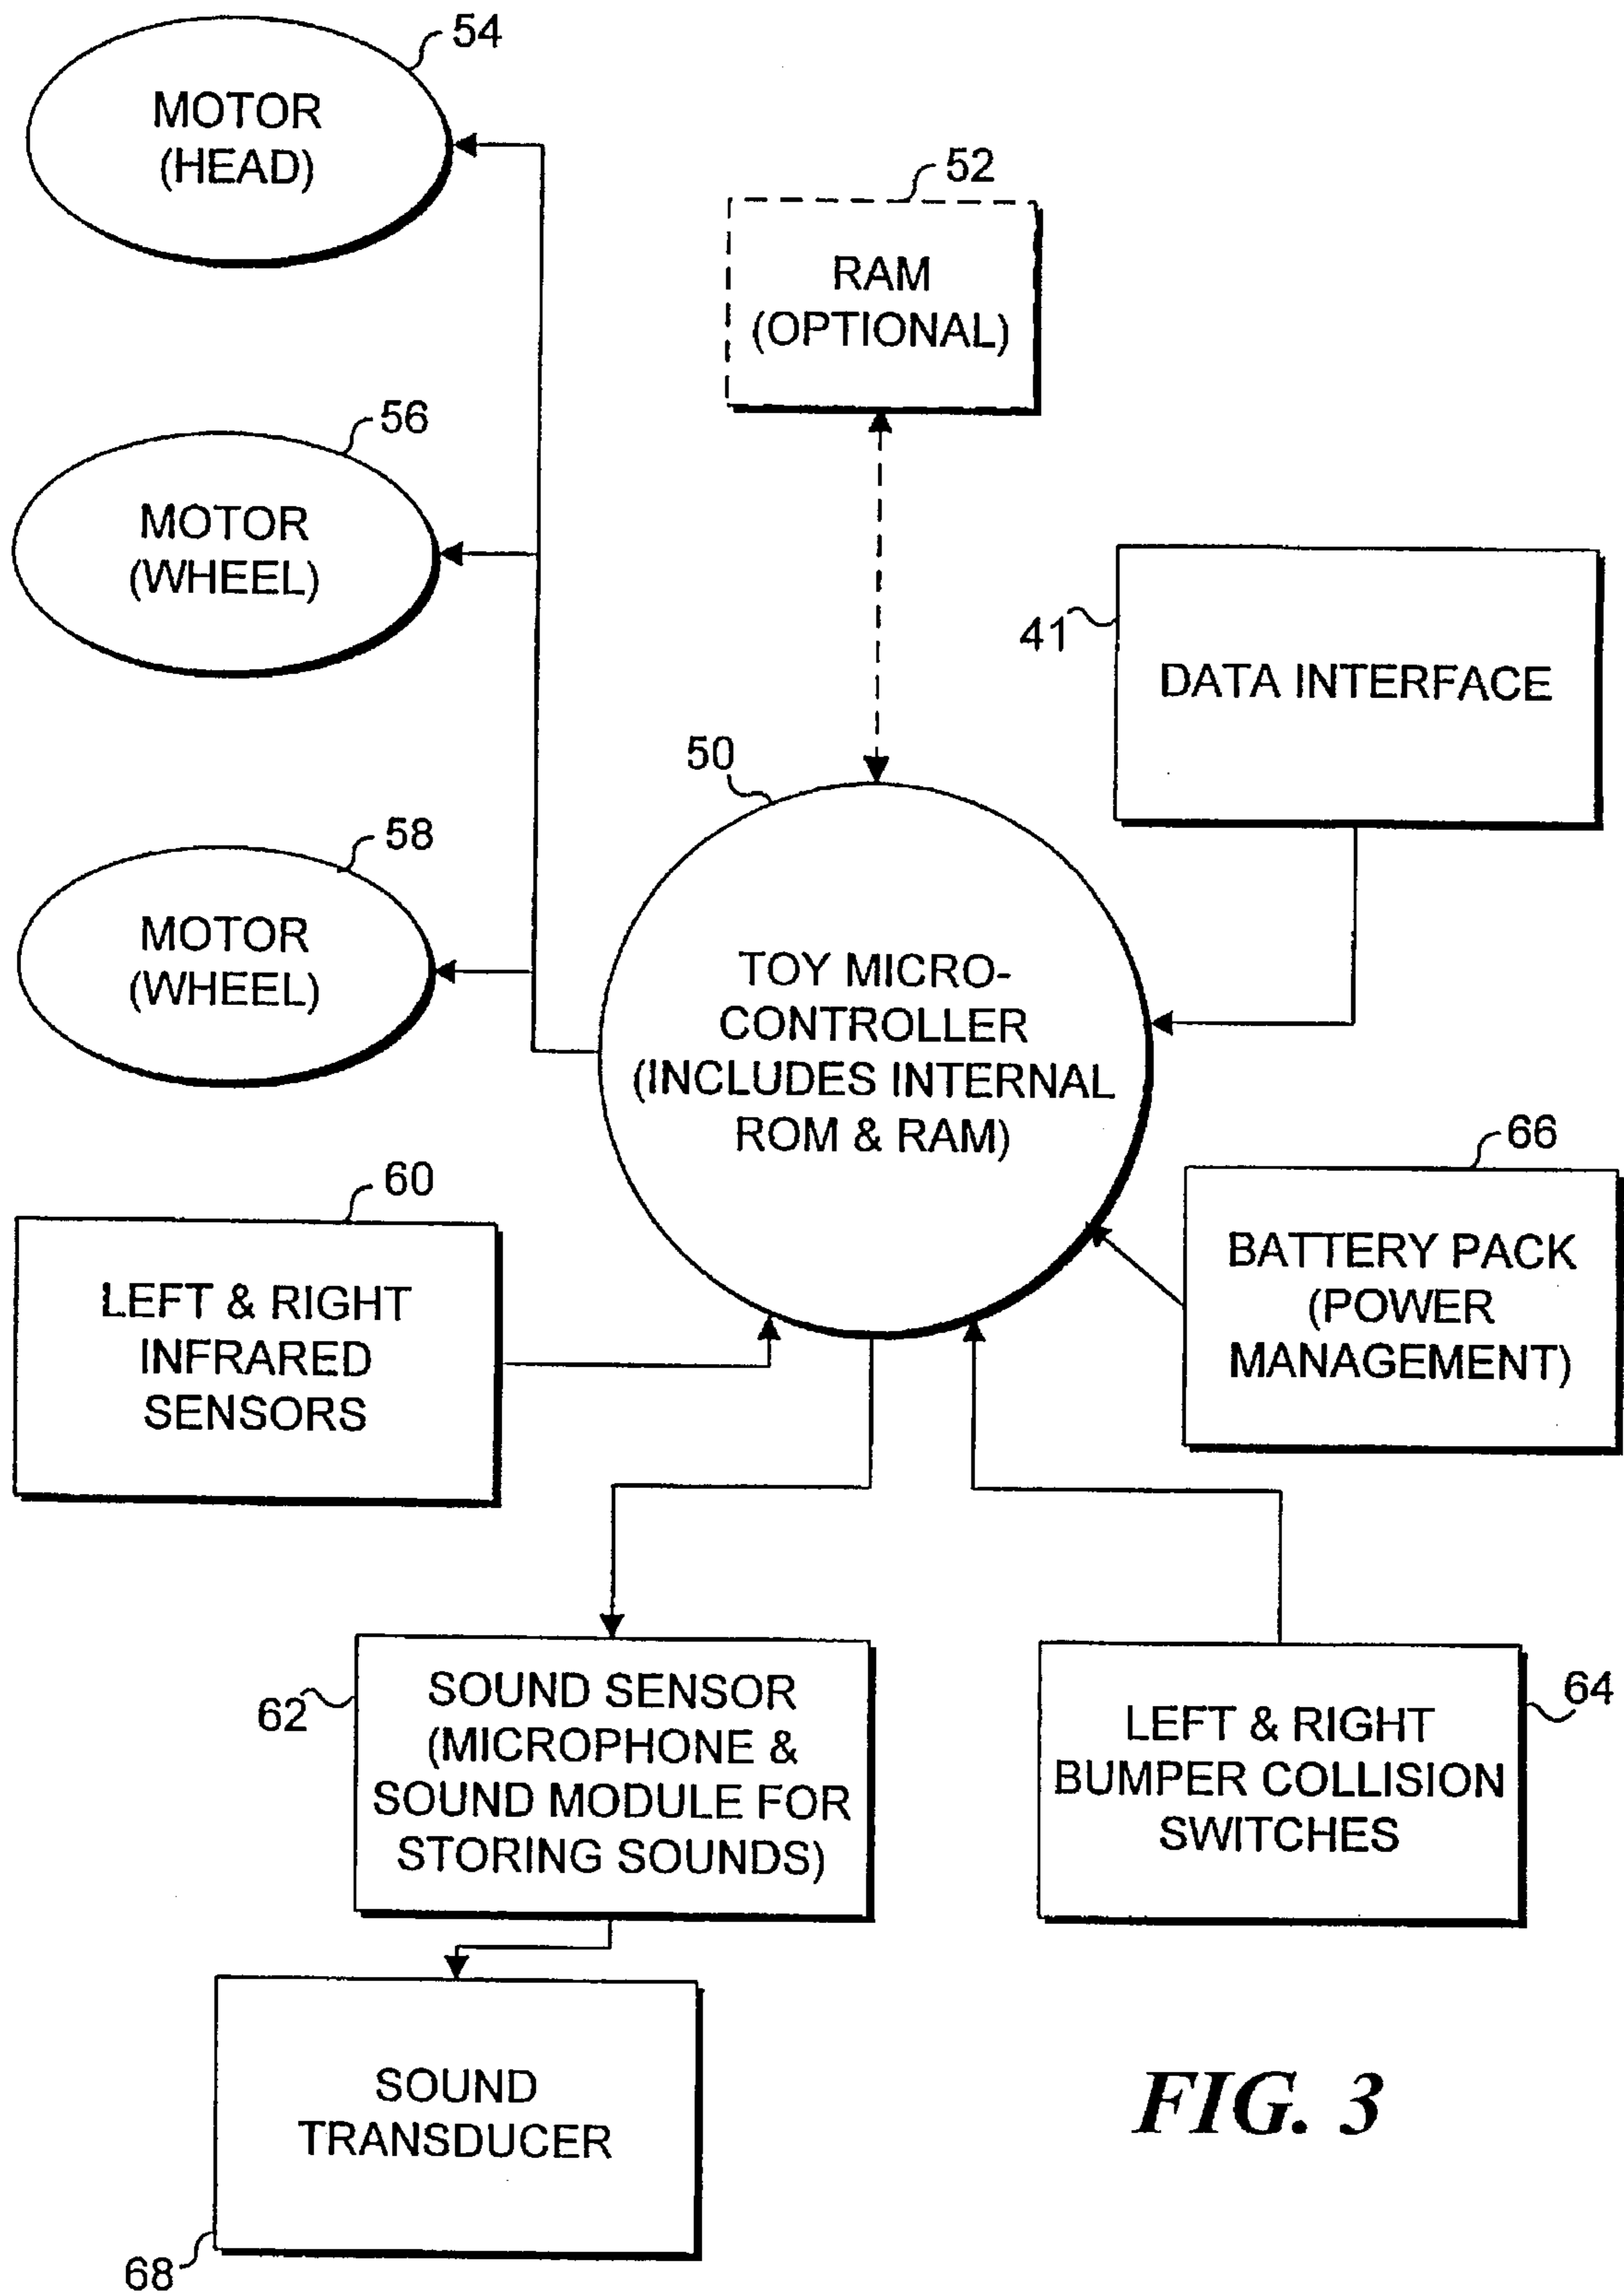 54
MOTOR
(HEAD)
52
RAM
(OPTIONAL)
56
MOTOR
(WHEEL)
41
DATA INTERFACE
50
58
MOTOR
(WHEEL)
TOY MICRO-
CONTROLLER
(INCLUDES INTERNAL
ROM & RAM)
66
BATTERY PACK
(POWER
MANAGEMENT)
60
LEFT & RIGHT
INFRARED
SENSORS
62
SOUND SENSOR
(MICROPHONE &
SOUND MODULE FOR
STORING SOUNDS)
64
LEFT & RIGHT
BUMPER COLLISION
SWITCHES
SOUND
TRANSDUCER
68
FIG. 3